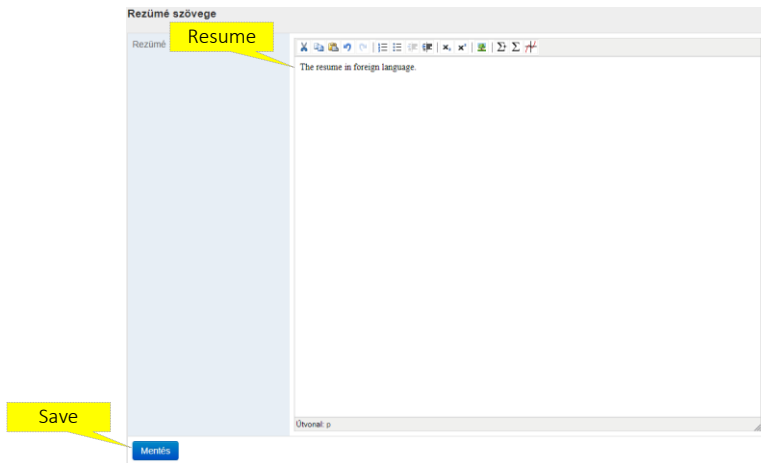 Rezümé szövege
Rezümé
Resume
The resume in foreign language.
Útvonal: p
Save
Mentés